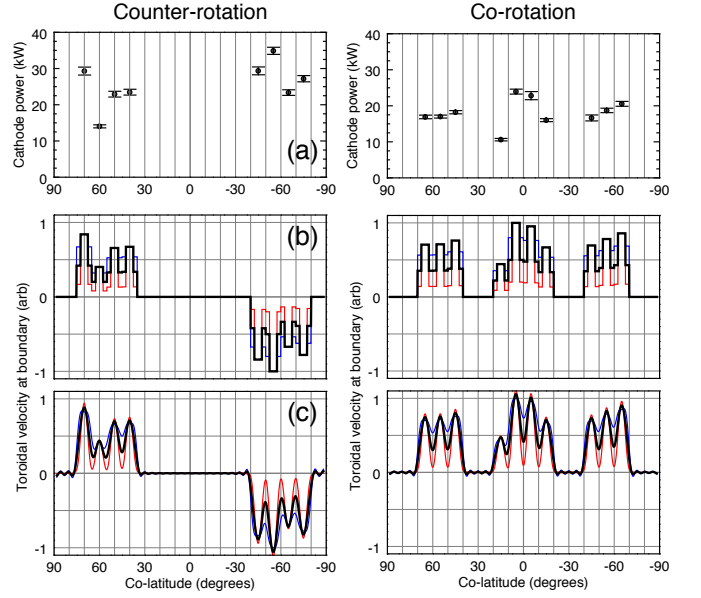 Counter-rotation
Co-rotation
Cathode power (kW)
40
30
20
10
0
90 60 30 0 -30 -60 -90
(a)
Cathode power (kW)
40
30
20
10
0
90 60 30 0 -30 -60 -90
Toroidal velocity at boundary (arb)
1
0
-1
(b)
1
0
-1
(c)
90 60 30 0 -30 -60 -90
Co-latitude (degrees)
Toroidal velocity at boundary (arb)
1
0
-1
1
0
-1
90 60 30 0 -30 -60 -90
Co-latitude (degrees)